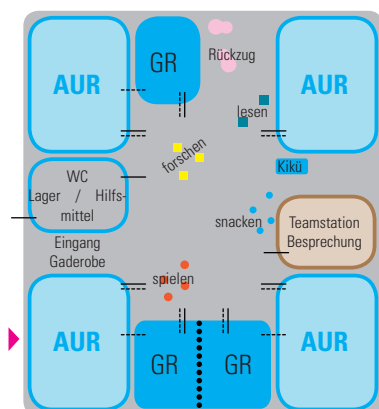 AUR
GR
Rückzug
AUR
lesen
forschen
Kikü
WC
Lager / Hilfs-
mittel
snacken
Teamstation
Besprechung
Eingang
Gaderobe
spielen
AUR
GR
GR
AUR